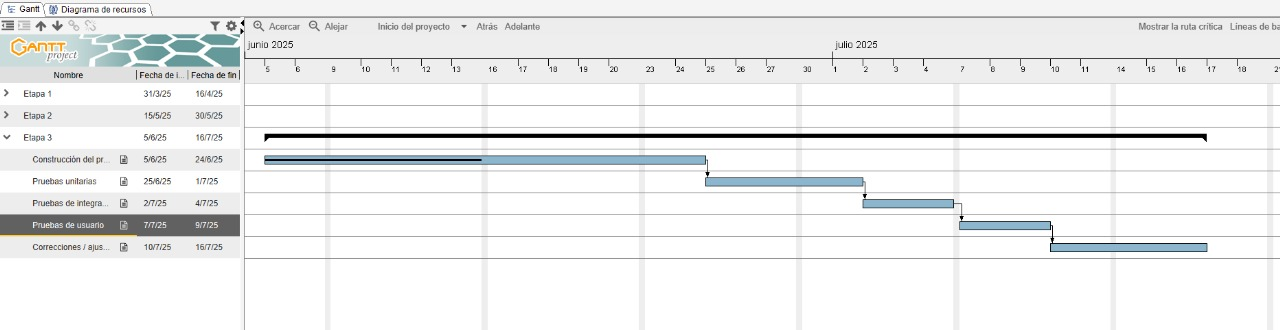 Gantt Diagrama de recursos
Acercar Alejar Inicio del proyecto Atrás Adelante Mostrar la ruta crítica Líneas de ba
GANTT project
junio 2025 julio 2025
Nombre Fecha de i... Fecha de fin
5 6 9 10 11 12 13 16 17 18 19 20 23 24 25 26 27 30 1 2 3 4 7 8 9 10 11 14 15 16 17 18 21
Etapa 1 31/3/25 16/4/25
Etapa 2 15/5/25 30/5/25
Etapa 3 5/6/25 16/7/25
Construcción del pr... 5/6/25 24/6/25
Pruebas unitarias 25/6/25 1/7/25
Pruebas de integra... 2/7/25 4/7/25
Pruebas de usuario 7/7/25 9/7/25
Correcciones / ajus... 10/7/25 16/7/25